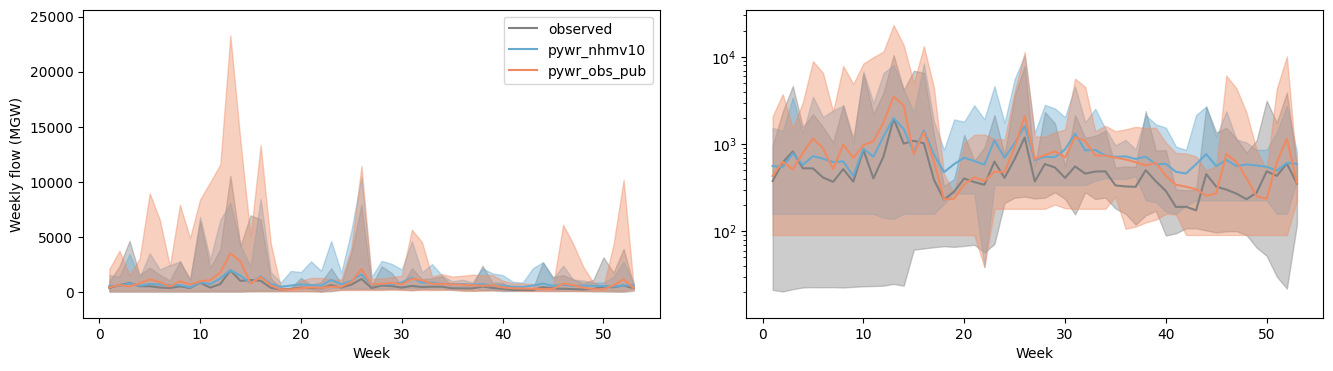 25000
20000
15000
10000
5000
0
Weekly flow (MGW)
0 10 20 30 40 50
Week
observed
pywr_nhmv10
pywr_obs_pub
10⁴
10³
10²
0 10 20 30 40 50
Week